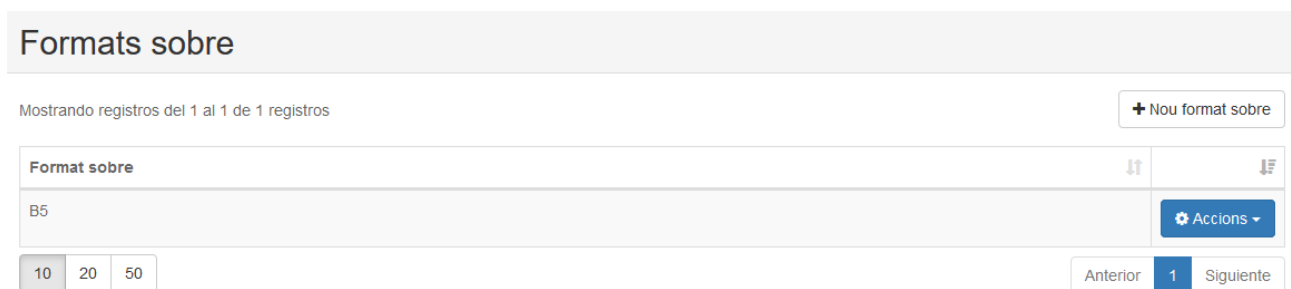 Formats sobre
Mostrando registros del 1 al 1 de 1 registros
Nou format sobre
Format sobre
B5
Accions
10 20 50
Anterior 1 Siguiente